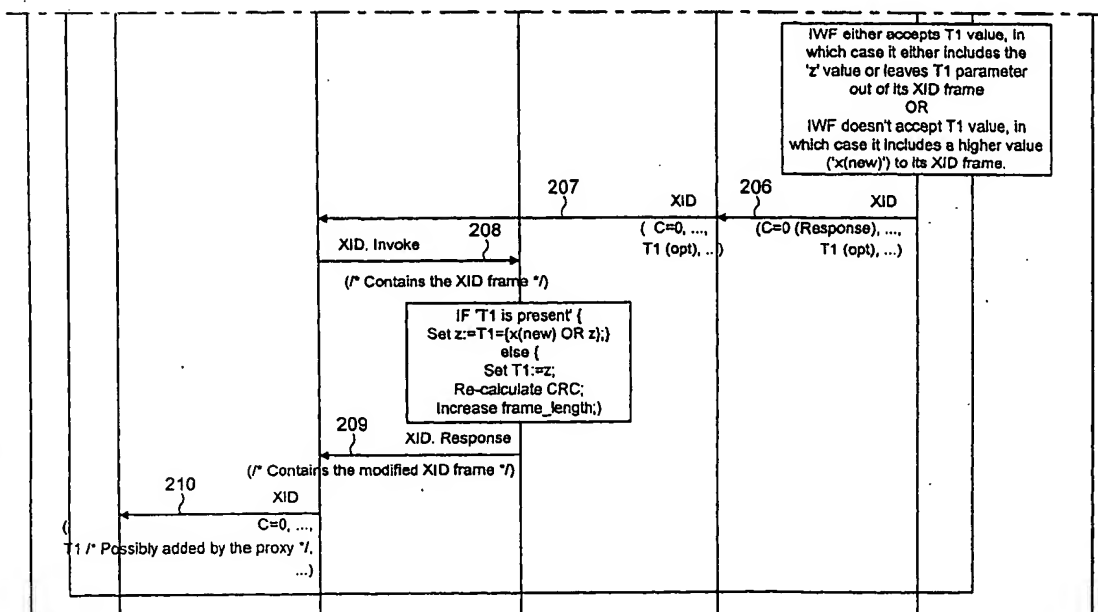 IWF either accepts T1 value, in
which case it either includes the
'z' value or leaves T1 parameter
out of its XID frame
OR
IWF doesn't accept T1 value, in
which case it includes a higher value
('x(new)') to its XID frame.
207
XID
206
XID
( C=0, ...,
T1 (opt), ...)
(C=0 (Response), ...,
T1 (opt), ...)
XID. Invoke
208
(/* Contains the XID frame */)
IF 'T1 is present' {
Set z:=T1={x(new) OR z};}
else {
Set T1:=z;
Re-calculate CRC;
Increase frame_length;}
209
XID. Response
(/* Contains the modified XID frame */)
210
XID
( C=0, ...,
T1 /* Possibly added by the proxy */,
...)